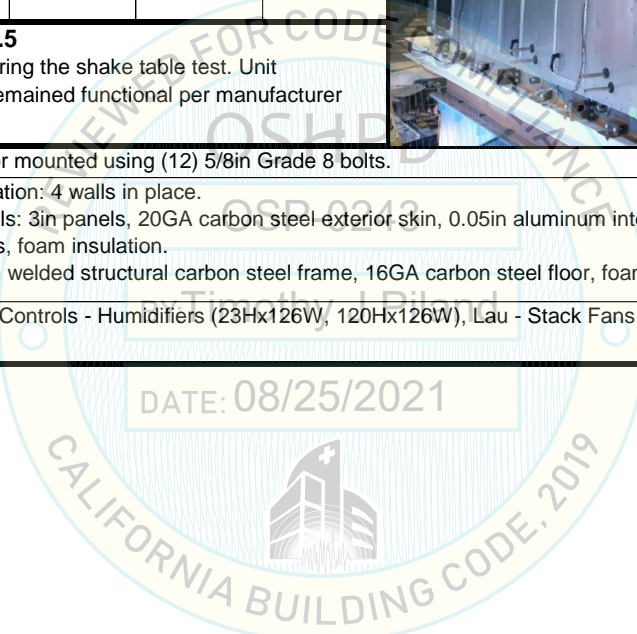 .5
ring the shake table test. Unit
emained functional per manufacturer
r mounted using (12) 5/8in Grade 8 bolts.
ation: 4 walls in place.
ls: 3in panels, 20GA carbon steel exterior skin, 0.05in aluminum inte
s, foam insulation.
welded structural carbon steel frame, 16GA carbon steel floor, foar
Controls - Humidifiers (23Hx126W, 120Hx126W), Lau - Stack Fans
REVIEWED FOR CODE COMPLIANCE
OSHPD
OSP-0243
BY: Timothy J Piland
DATE: 08/25/2021
CALIFORNIA BUILDING CODE, 2019